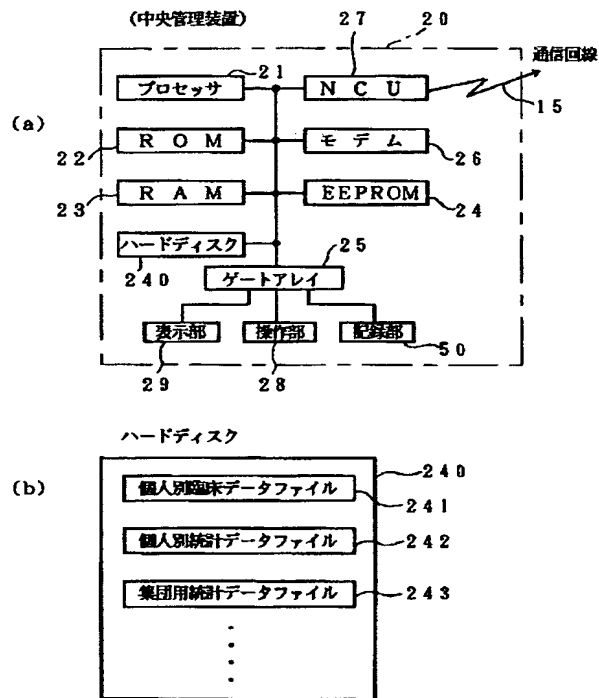 (中央管理装置)
27
20
通信回線
21
プロセッサ
NCU
15
(a)
ROM
モデム
22
26
RAM
EEPROM
23
24
ハードディスク
25
240
ゲートアレイ
表示部
操作部
記録部
29
28
50
ハードディスク
(b)
240
個人別臨床データファイル
241
個人別統計データファイル
242
集団用統計データファイル
243